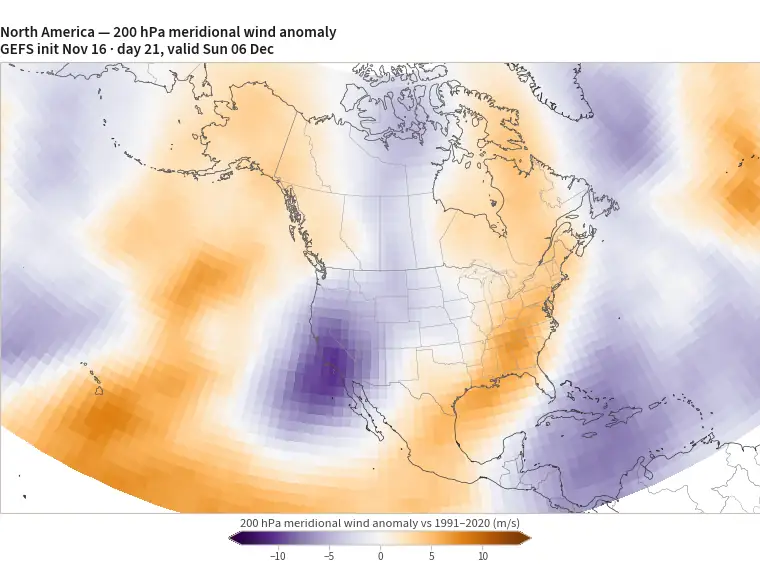 North America — 200 hPa meridional wind anomaly
GEFS init Nov 16 · day 21, valid Sun 06 Dec
200 hPa meridional wind anomaly vs 1991–2020 (m/s)
−10 −5 0 5 10